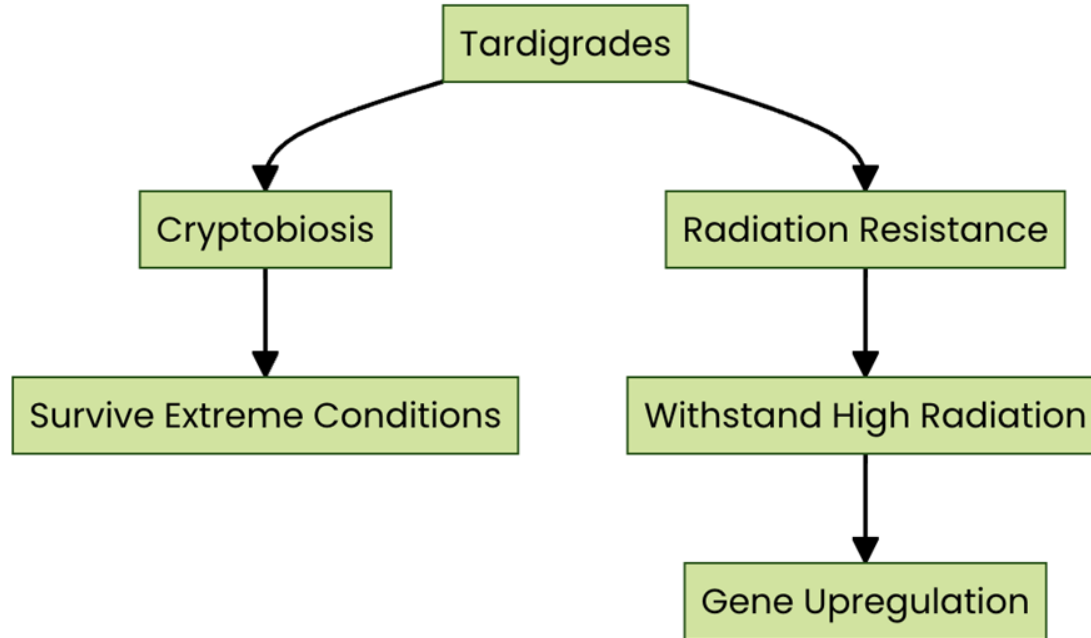 Tardigrades
Cryptobiosis
Radiation Resistance
Survive Extreme Conditions
Withstand High Radiation
Gene Upregulation